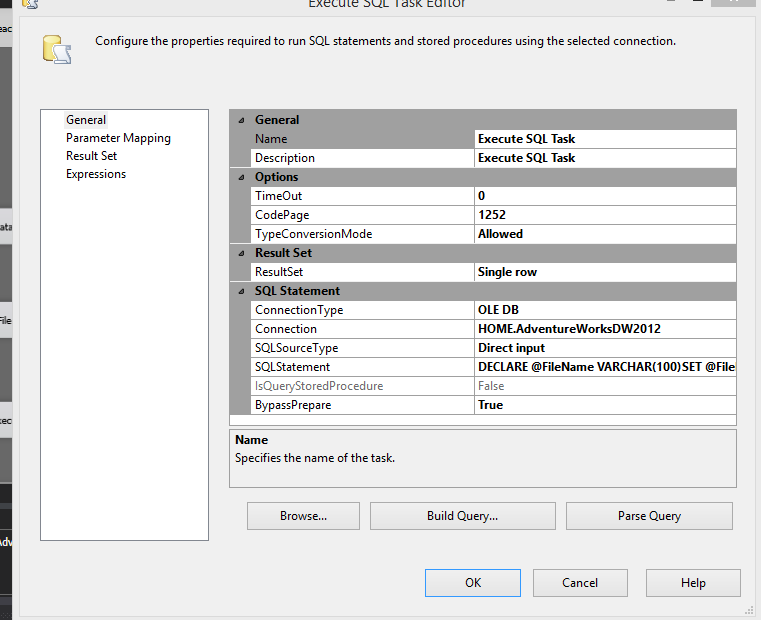 Execute SQL Task Editor
Configure the properties required to run SQL statements and stored procedures using the selected connection.
General
Parameter Mapping
Result Set
Expressions
General
Name Execute SQL Task
Description Execute SQL Task
Options
TimeOut 0
CodePage 1252
TypeConversionMode Allowed
Result Set
ResultSet Single row
SQL Statement
ConnectionType OLE DB
Connection HOME.AdventureWorksDW2012
SQLSourceType Direct input
SQLStatement DECLARE @FileName VARCHAR(100)SET @File
IsQueryStoredProcedure False
BypassPrepare True
Name
Specifies the name of the task.
Browse... Build Query... Parse Query
OK Cancel Help